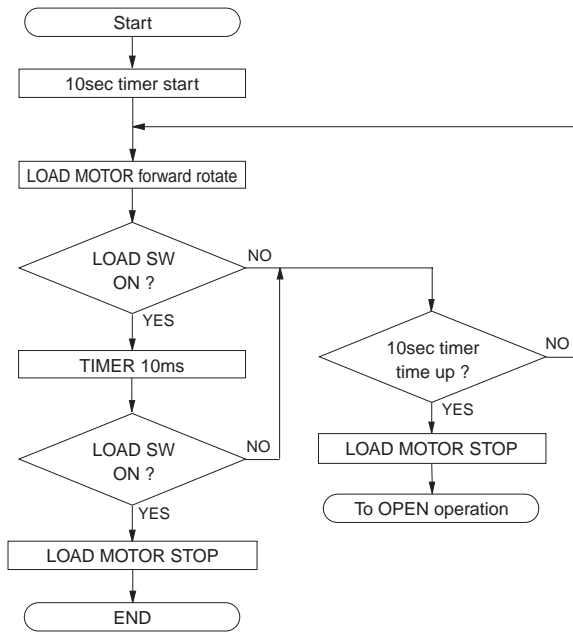 Start
10sec timer start
LOAD MOTOR forward rotate
LOAD SW
ON ?
NO
YES
TIMER 10ms
LOAD SW
ON ?
NO
YES
LOAD MOTOR STOP
END
10sec timer
time up ?
NO
YES
LOAD MOTOR STOP
To OPEN operation